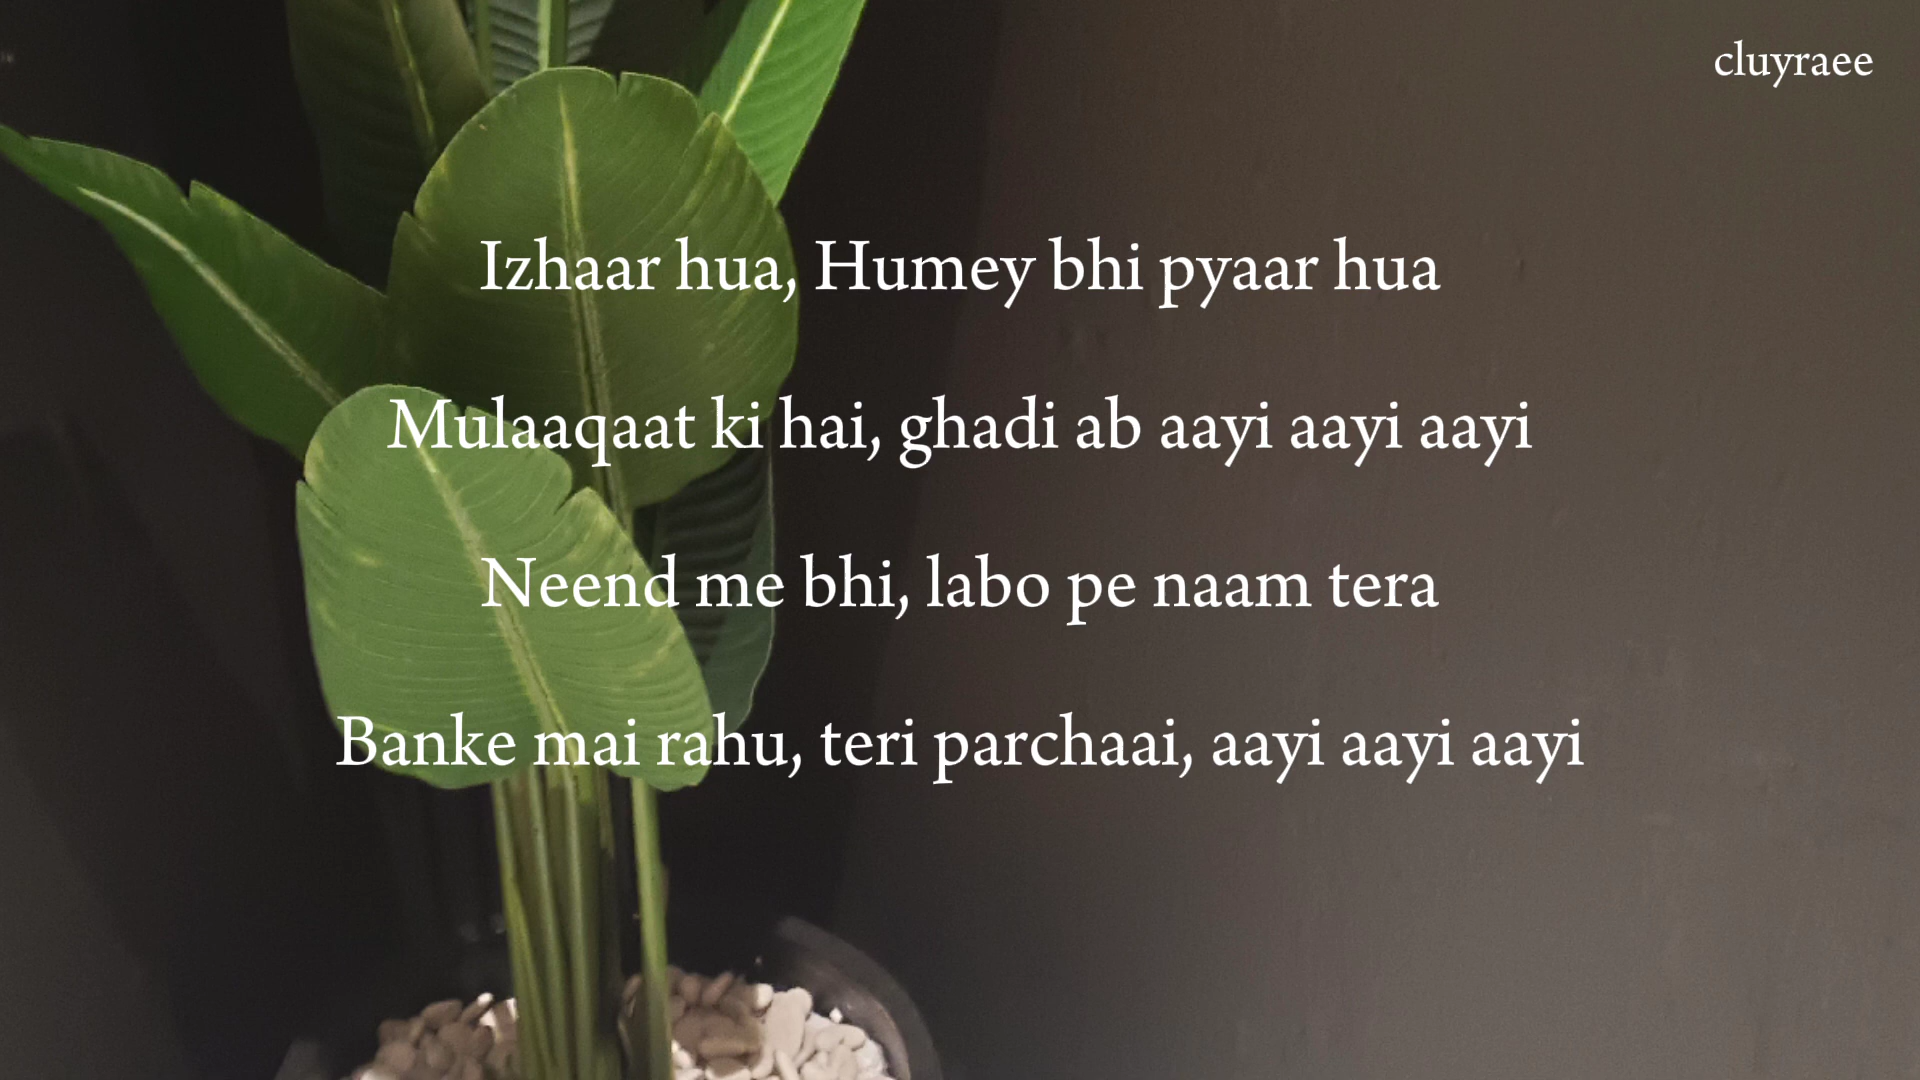 cluyraee
Izhaar hua, Humey bhi pyaar hua
Mulaaqaat ki hai, ghadi ab aayi aayi aayi
Neend me bhi, labo pe naam tera
Banke mai rahu, teri parchaai, aayi aayi aayi